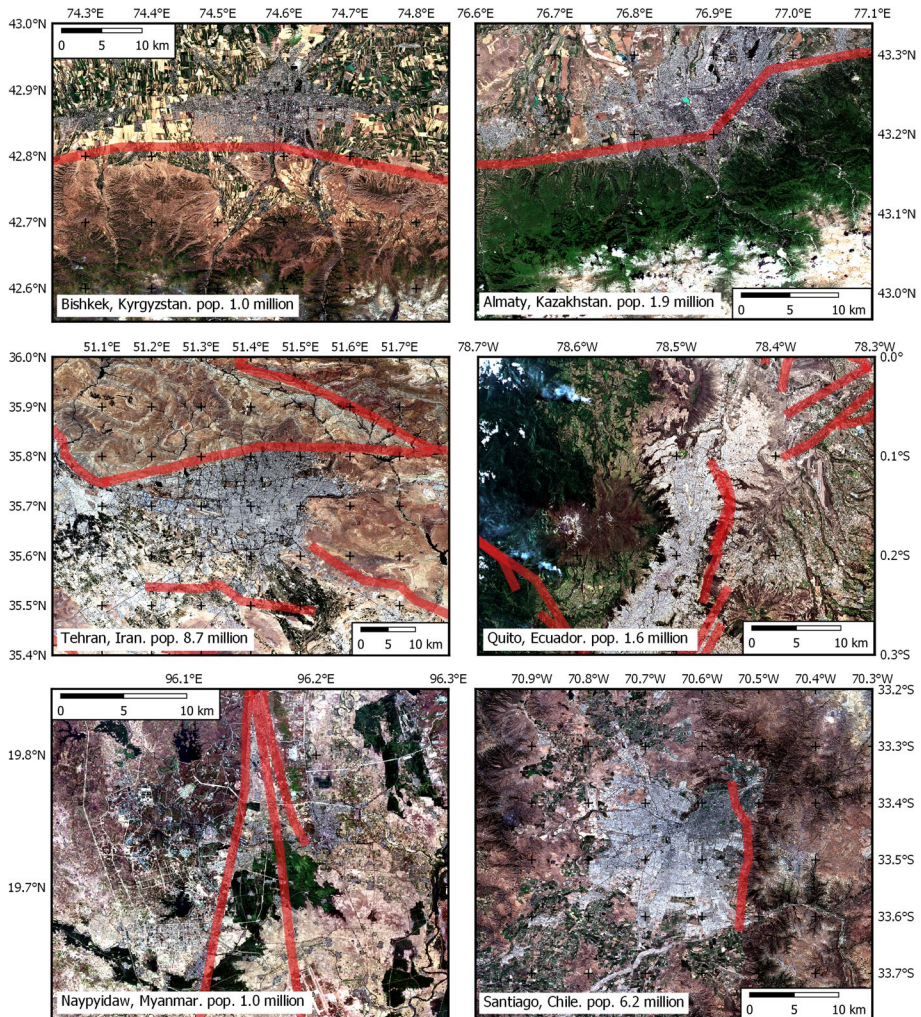 74.3°E 74.4°E 74.5°E 74.6°E 74.7°E 74.8°E
76.6°E 76.7°E 76.8°E 76.9°E 77.0°E 77.1°E
43.0°N
0 5 10 km
42.9°N
42.8°N
42.7°N
42.6°N
Bishkek, Kyrgyzstan. pop. 1.0 million
43.3°N
43.2°N
43.1°N
43.0°N
Almaty, Kazakhstan. pop. 1.9 million
0 5 10 km
51.1°E 51.2°E 51.3°E 51.4°E 51.5°E 51.6°E 51.7°E
78.7°W 78.6°W 78.5°W 78.4°W 78.3°W
36.0°N
35.9°N
35.8°N
35.7°N
35.6°N
35.5°N
35.4°N
Tehran, Iran. pop. 8.7 million
0 5 10 km
0.0°
0.1°S
0.2°S
0.3°S
Quito, Ecuador. pop. 1.6 million
0 5 10 km
96.1°E 96.2°E 96.3°E
70.9°W 70.8°W 70.7°W 70.6°W 70.5°W 70.4°W 70.3°W
0 5 10 km
19.8°N
19.7°N
Naypyidaw, Myanmar. pop. 1.0 million
33.2°S
33.3°S
33.4°S
33.5°S
33.6°S
33.7°S
Santiago, Chile. pop. 6.2 million
0 5 10 km